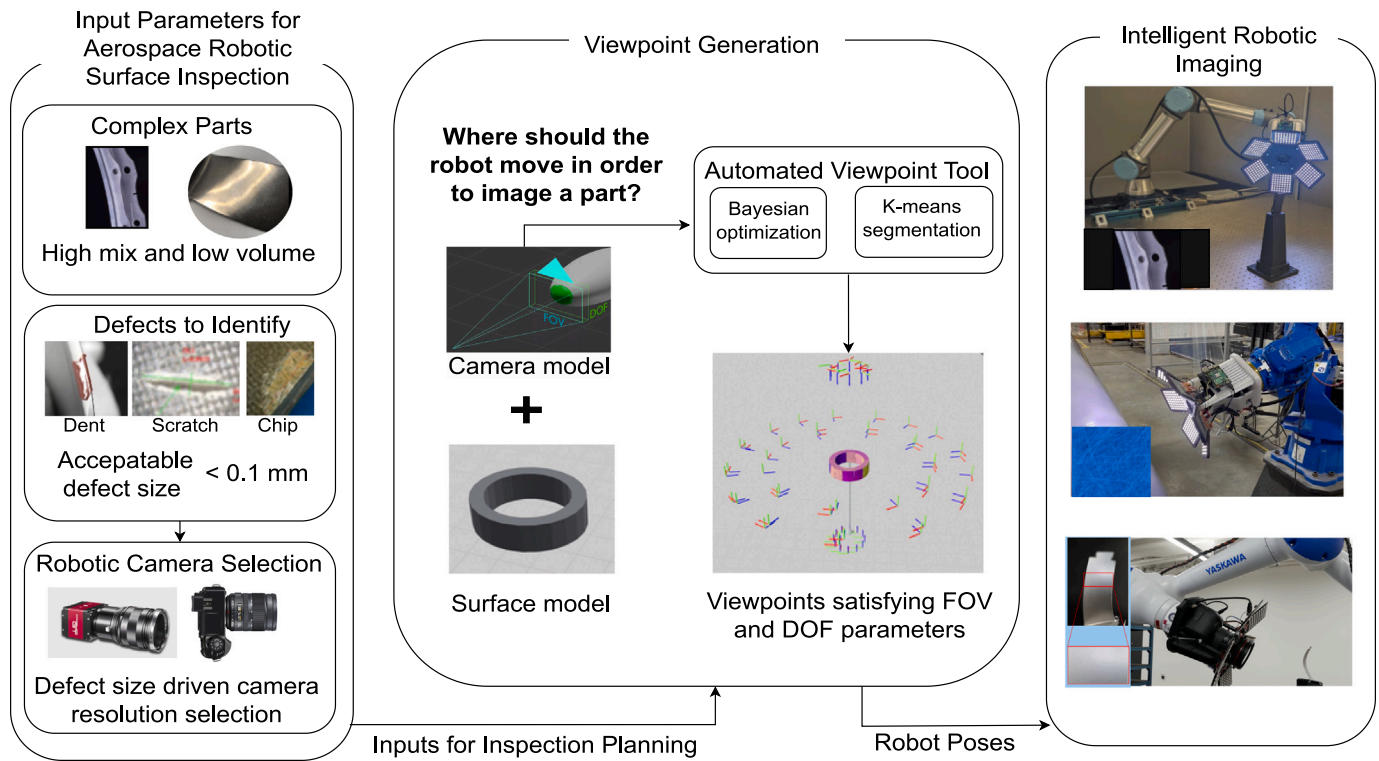 Input Parameters for
Aerospace Robotic
Surface Inspection
Complex Parts
High mix and low volume
Defects to Identify
Dent
Scratch
Chip
Accepatable
defect size
< 0.1 mm
Robotic Camera Selection
Defect size driven camera
resolution selection
Inputs for Inspection Planning
Viewpoint Generation
Where should the
robot move in order
to image a part?
FOV
DOF
Camera model
+
Surface model
Automated Viewpoint Tool
Bayesian
optimization
K-means
segmentation
Viewpoints satisfying FOV
and DOF parameters
Robot Poses
Intelligent Robotic
Imaging
YASKAWA